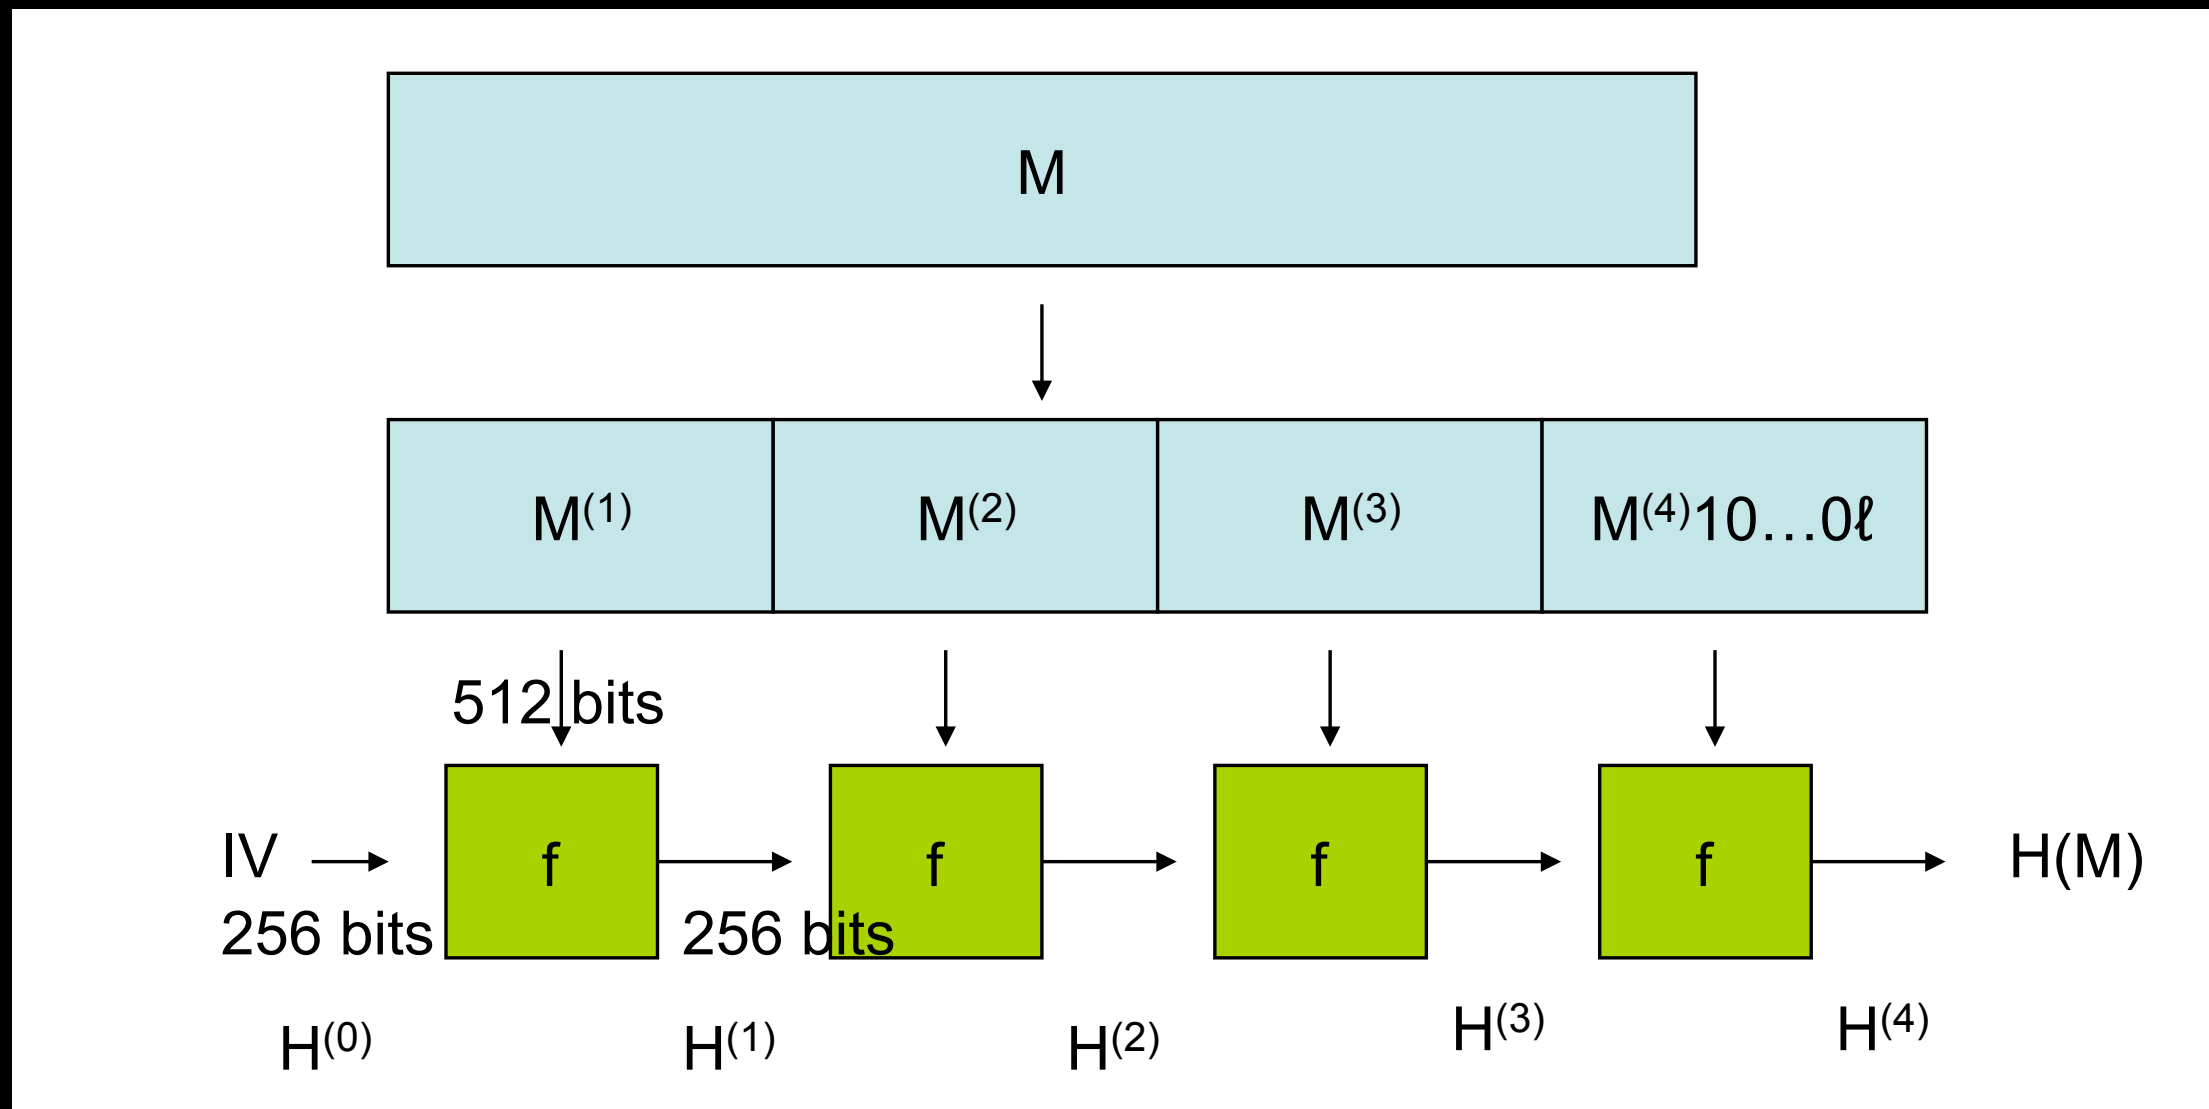 M
M⁽¹⁾ M⁽²⁾ M⁽³⁾ M⁽⁴⁾10…0ℓ
512 bits
IV f f f f H(M)
256 bits 256 bits
H⁽⁰⁾ H⁽¹⁾ H⁽²⁾ H⁽³⁾ H⁽⁴⁾